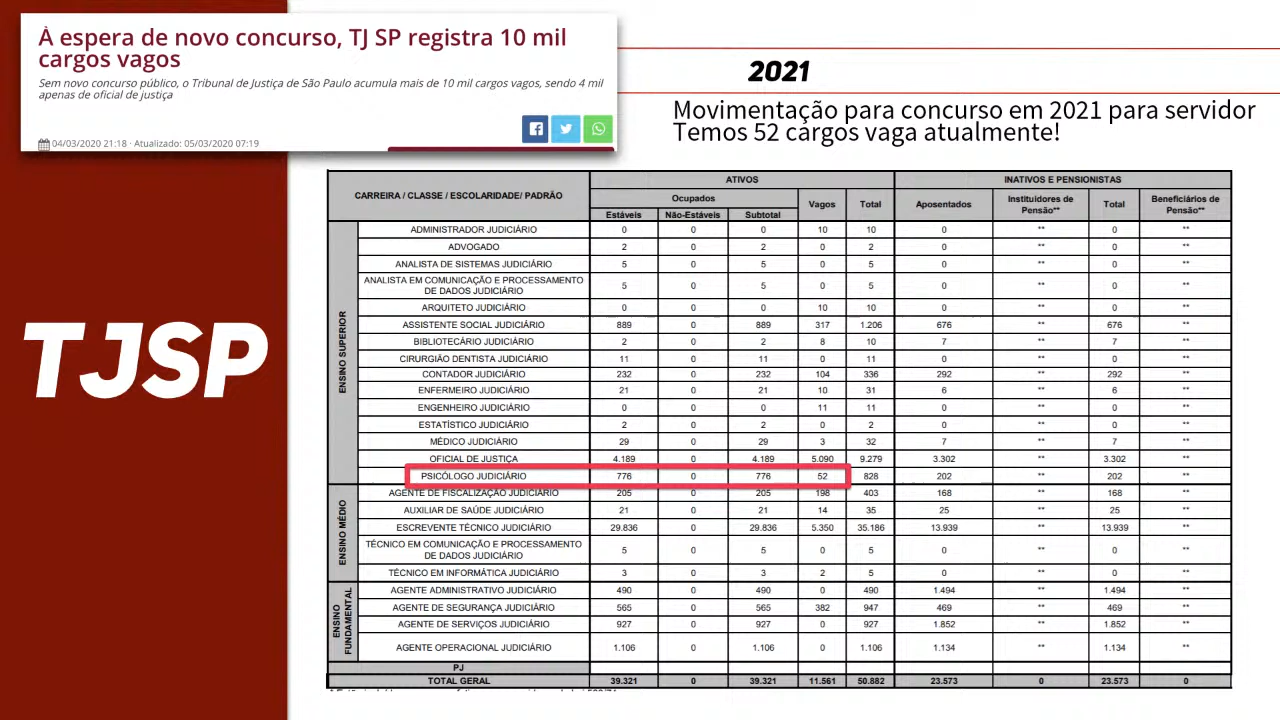 À espera de novo concurso, TJ SP registra 10 mil
cargos vagos
Sem novo concurso público, o Tribunal de Justiça de São Paulo acumula mais de 10 mil cargos vagos, sendo 4 mil
apenas de oficial de justiça
04/03/2020 21:18 · Atualizado: 05/03/2020 07:19
2021
Movimentação para concurso em 2021 para servidor
Temos 52 cargos vaga atualmente!
TJSP
CARREIRA / CLASSE / ESCOLARIDADE/ PADRÃO ATIVOS INATIVOS E PENSIONISTAS
Ocupados Vagos Total Aposentados Instituidores de Pensão** Total Beneficiários de Pensão**
Estáveis Não-Estáveis Subtotal
ENSINO SUPERIOR
ADMINISTRADOR JUDICIÁRIO 0 0 0 10 10 0 ** 0 **
ADVOGADO 2 0 2 0 2 0 ** 0 **
ANALISTA DE SISTEMAS JUDICIÁRIO 5 0 5 0 5 0 ** 0 **
ANALISTA EM COMUNICAÇÃO E PROCESSAMENTO
DE DADOS JUDICIÁRIO 5 0 5 0 5 0 ** 0 **
ARQUITETO JUDICIÁRIO 0 0 0 10 10 0 ** 0 **
ASSISTENTE SOCIAL JUDICIÁRIO 889 0 889 317 1.206 676 ** 676 **
BIBLIOTECÁRIO JUDICIÁRIO 2 0 2 8 10 7 ** 7 **
CIRURGIÃO DENTISTA JUDICIÁRIO 11 0 11 0 11 0 ** 0 **
CONTADOR JUDICIÁRIO 232 0 232 104 336 292 ** 292 **
ENFERMEIRO JUDICIÁRIO 21 0 21 10 31 6 ** 6 **
ENGENHEIRO JUDICIÁRIO 0 0 0 11 11 0 ** 0 **
ESTATÍSTICO JUDICIÁRIO 2 0 2 0 2 0 ** 0 **
MÉDICO JUDICIÁRIO 29 0 29 3 32 7 ** 7 **
OFICIAL DE JUSTIÇA 4.189 0 4.189 5.090 9.279 3.302 ** 3.302 **
PSICÓLOGO JUDICIÁRIO 776 0 776 52 828 202 ** 202 **
ENSINO MÉDIO
AGENTE DE FISCALIZAÇÃO JUDICIÁRIO 205 0 205 198 403 168 ** 168 **
AUXILIAR DE SAÚDE JUDICIÁRIO 21 0 21 14 35 25 ** 25 **
ESCREVENTE TÉCNICO JUDICIÁRIO 29.836 0 29.836 5.350 35.186 13.939 ** 13.939 **
TÉCNICO EM COMUNICAÇÃO E PROCESSAMENTO
DE DADOS JUDICIÁRIO 5 0 5 0 5 0 ** 0 **
TÉCNICO EM INFORMÁTICA JUDICIÁRIO 3 0 3 2 5 0 ** 0 **
ENSINO
FUNDAMENTAL
AGENTE ADMINISTRATIVO JUDICIÁRIO 490 0 490 0 490 1.494 ** 1.494 **
AGENTE DE SEGURANÇA JUDICIÁRIO 565 0 565 382 947 469 ** 469 **
AGENTE DE SERVIÇOS JUDICIÁRIO 927 0 927 0 927 1.852 ** 1.852 **
AGENTE OPERACIONAL JUDICIÁRIO 1.106 0 1.106 0 1.106 1.134 ** 1.134 **
PJ
TOTAL GERAL 39.321 0 39.321 11.561 50.882 23.573 0 23.573 0